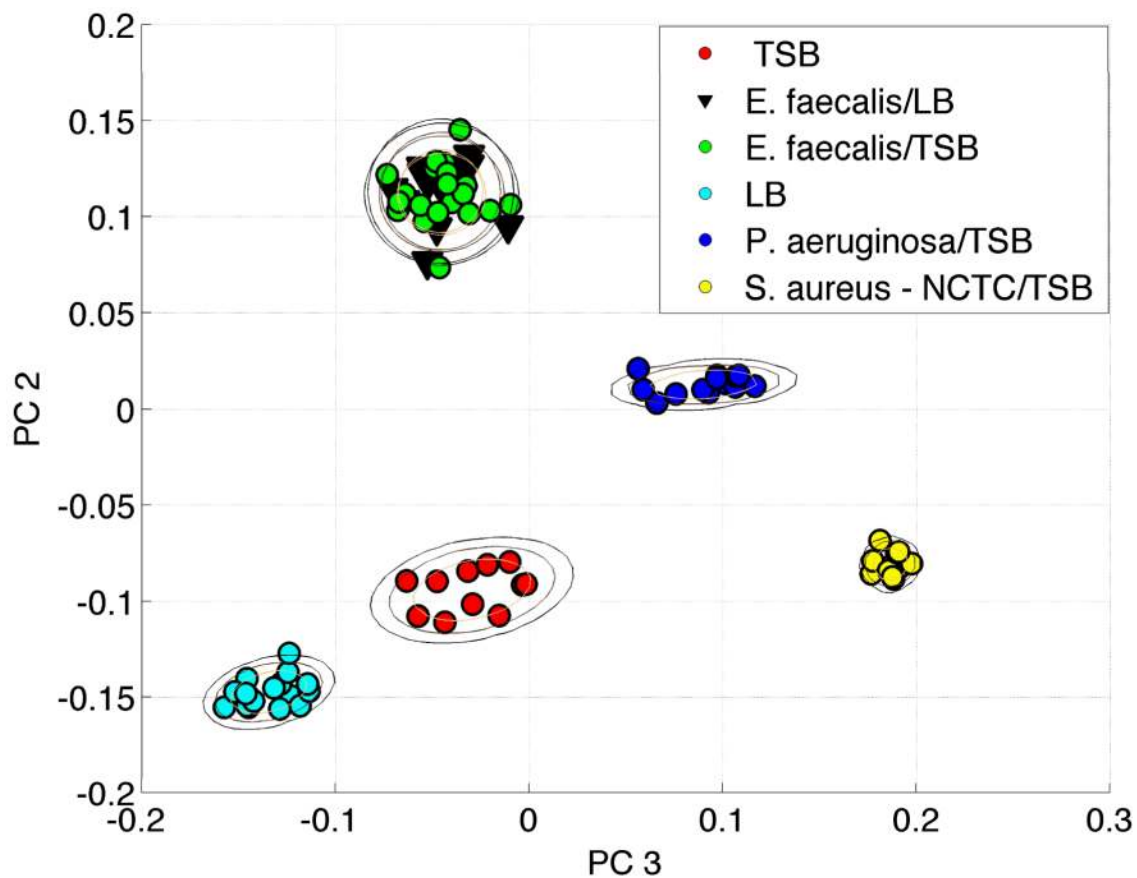 0.2
0.15
0.1
0.05
0
-0.05
-0.1
-0.15
-0.2
PC 2
TSB
E. faecalis/LB
E. faecalis/TSB
LB
P. aeruginosa/TSB
S. aureus - NCTC/TSB
-0.2 -0.1 0 0.1 0.2 0.3
PC 3